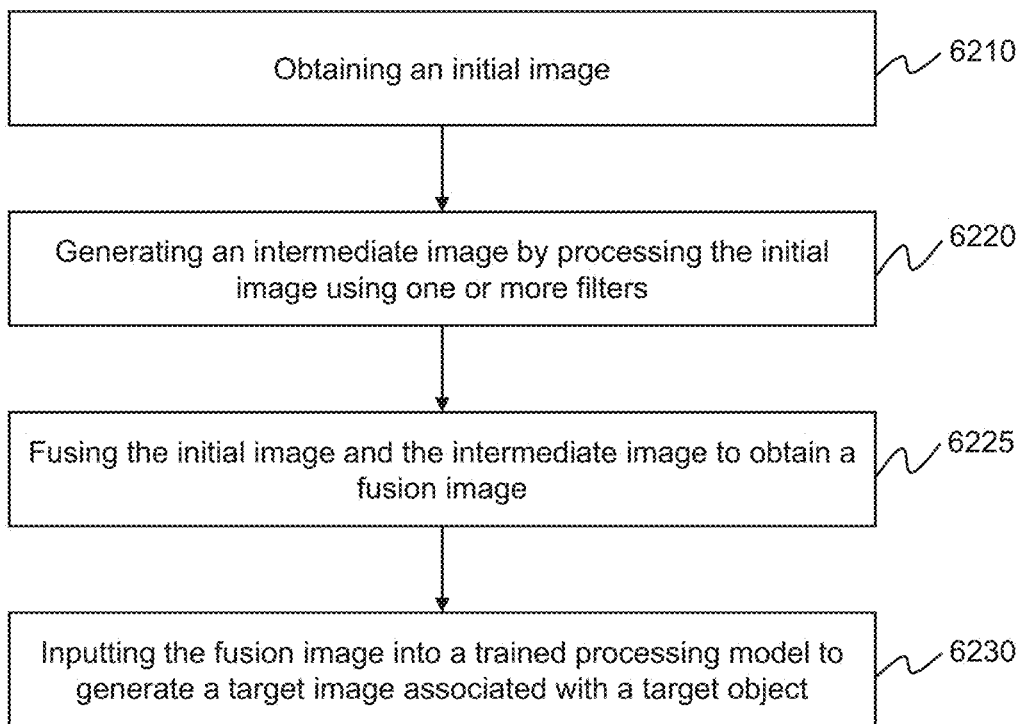 Obtaining an initial image
6210
Generating an intermediate image by processing the initial
image using one or more filters
6220
Fusing the initial image and the intermediate image to obtain a
fusion image
6225
Inputting the fusion image into a trained processing model to
generate a target image associated with a target object
6230